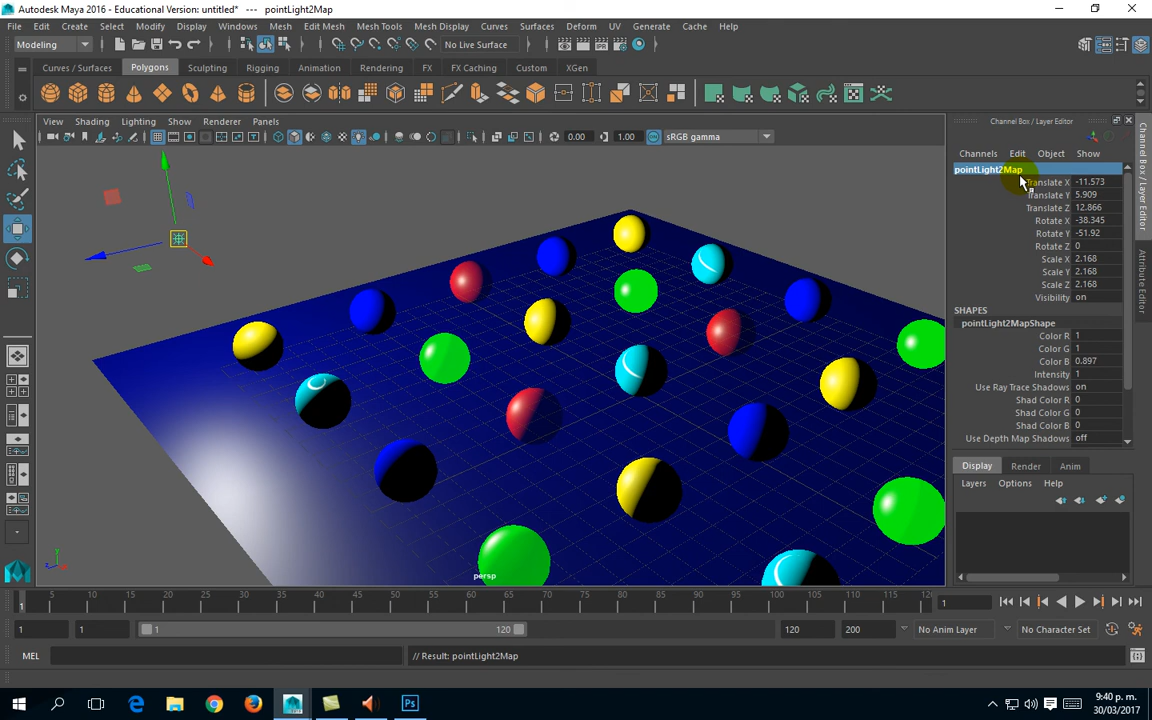 Autodesk Maya 2016 - Educational Version: untitled*   ---   pointLight2Map
File Edit Create Select Modify Display Windows Mesh Edit Mesh Mesh Tools Mesh Display Curves Surfaces Deform UV Generate Cache Help
Modeling No Live Surface
Curves / Surfaces Polygons Sculpting Rigging Animation Rendering FX FX Caching Custom XGen
View Shading Lighting Show Renderer Panels
Channel Box / Layer Editor
0.00 1.00 sRGB gamma
Channels Edit Object Show
pointLight2Map
Translate X -11.573
Translate Y 5.909
Translate Z 12.866
Rotate X -38.345
Rotate Y -51.92
Rotate Z 0
Scale X 2.168
Scale Y 2.168
Scale Z 2.168
Visibility on
SHAPES
pointLight2MapShape
Color R 1
Color G 1
Color B 0.897
Intensity 1
Use Ray Trace Shadows on
Shad Color R 0
Shad Color G 0
Shad Color B 0
Use Depth Map Shadows off
Channel Box / Layer Editor
Attribute Editor
Display Render Anim
Layers Options Help
persp
1 5 10 15 20 25 30 35 40 45 50 55 60 65 70 75 80 85 90 95 100 105 110 115 12 1
1 1 1 120 120 200 No Anim Layer No Character Set
MEL // Result: pointLight2Map
Ps
9:40 p. m.
30/03/2017